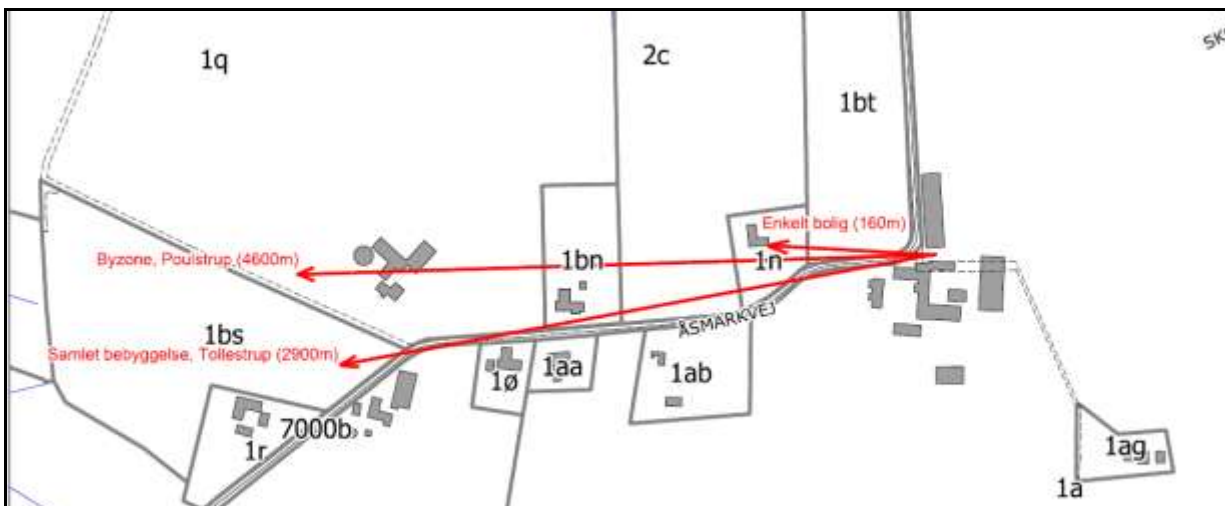 1q
2c
SK
1bt
Enkelt bolig (160m)
Byzone, Poulstrup (4600m)
1bn
1n
ÅSMARKVEJ
1bs
Samlet bebyggelse, Tollestrup (2900m)
1ø
1aa
1ab
7000b
1r
1ag
1a